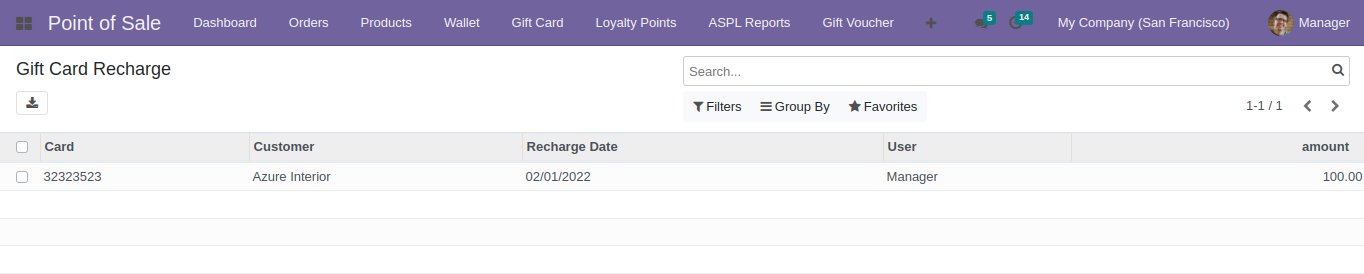 Point of Sale Dashboard Orders Products Wallet Gift Card Loyalty Points ASPL Reports Gift Voucher 5 14 My Company (San Francisco) Manager
Gift Card Recharge
Search...
Filters Group By Favorites 1-1 / 1
Card Customer Recharge Date User amount
32323523 Azure Interior 02/01/2022 Manager 100.00